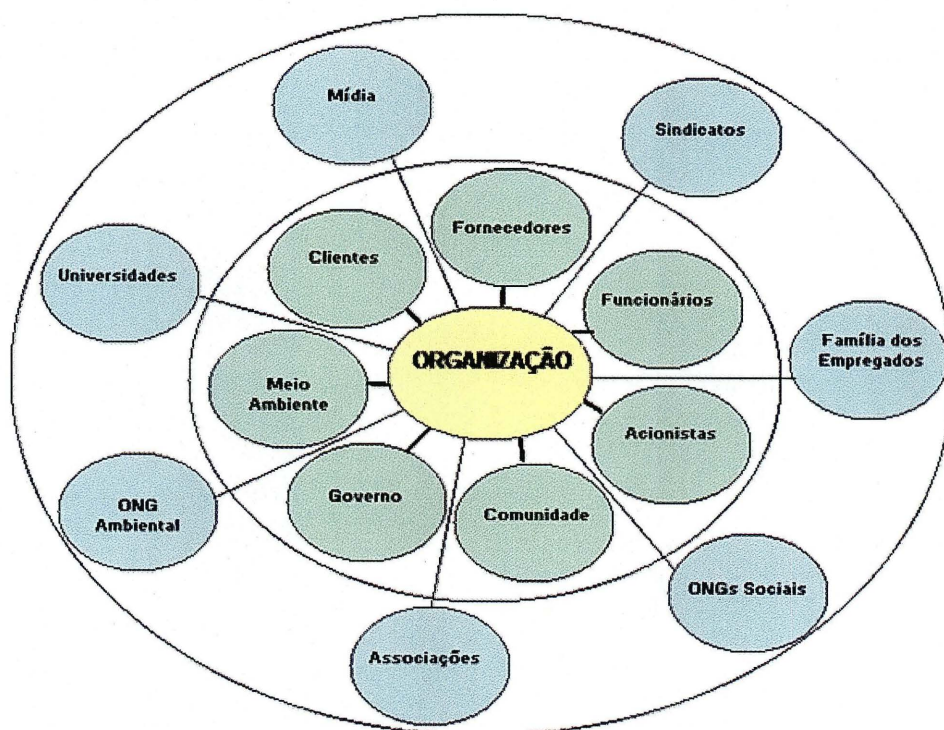 Mídia
Sindicatos
Fornecedores
Clientes
Universidades
Funcionários
ORGANIZAÇÃO
Família dos
Empregados
Meio
Ambiente
Acionistas
Governo
ONG
Ambiental
Comunidade
ONGs Sociais
Associações